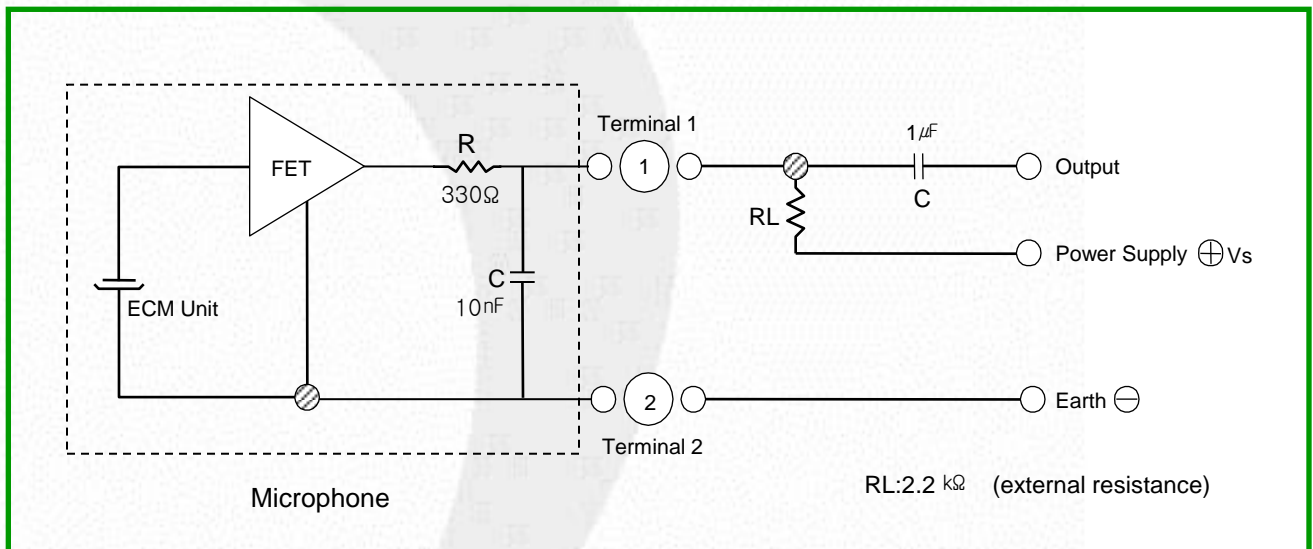 Terminal 1
1μF
R
FET
1
Output
330Ω
C
RL
Power Supply ⊕Vs
C
ECM Unit
10nF
2
Earth ⊖
Terminal 2
Microphone
RL:2.2 kΩ (external resistance)